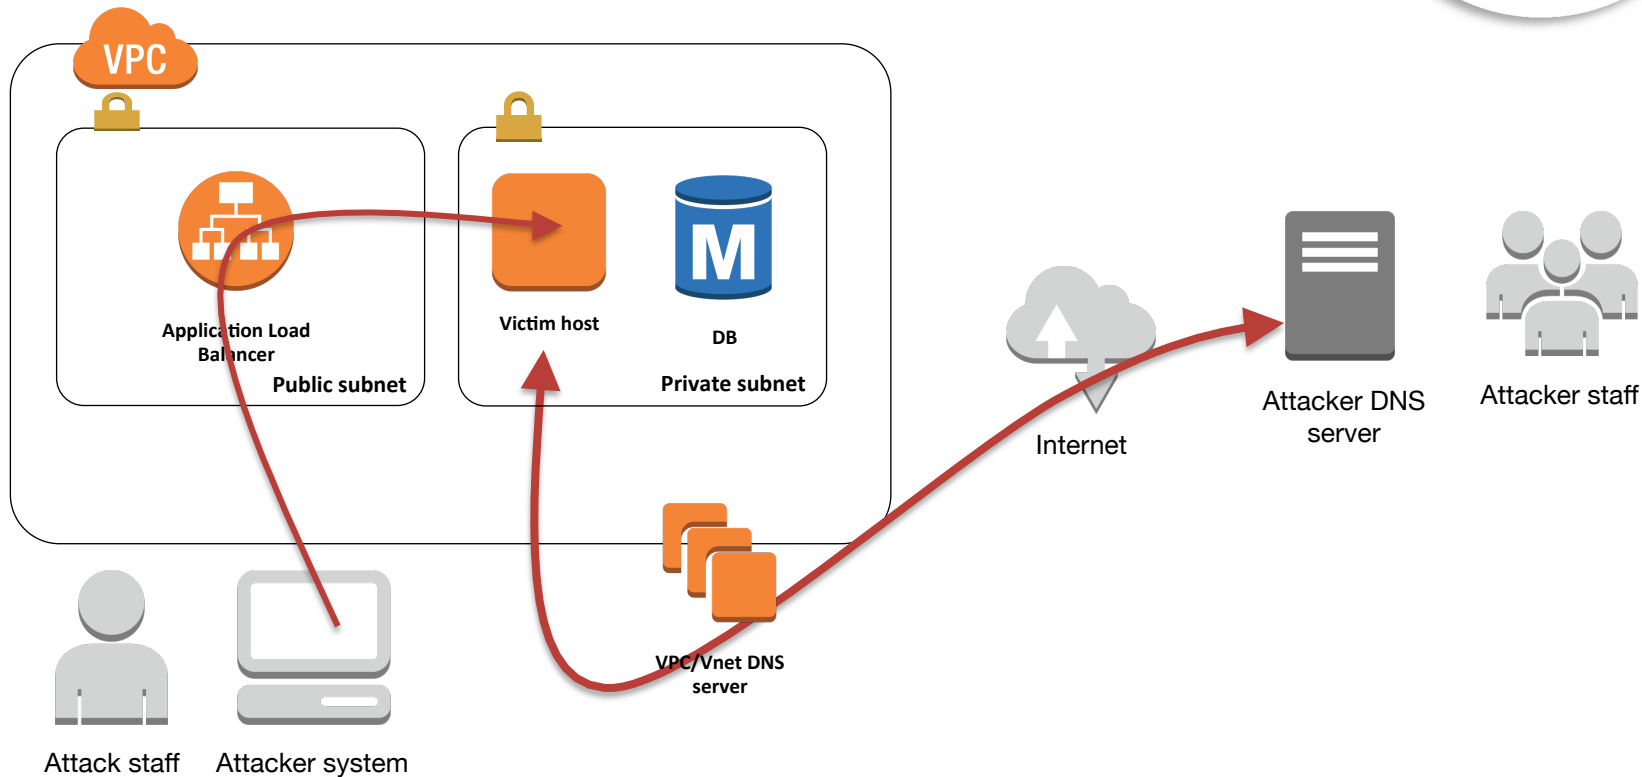 VPC
Application Load
Balancer
Public subnet
Victim host
M
DB
Private subnet
Internet
Attacker DNS
server
Attacker staff
VPC/Vnet DNS
server
Attack staff
Attacker system